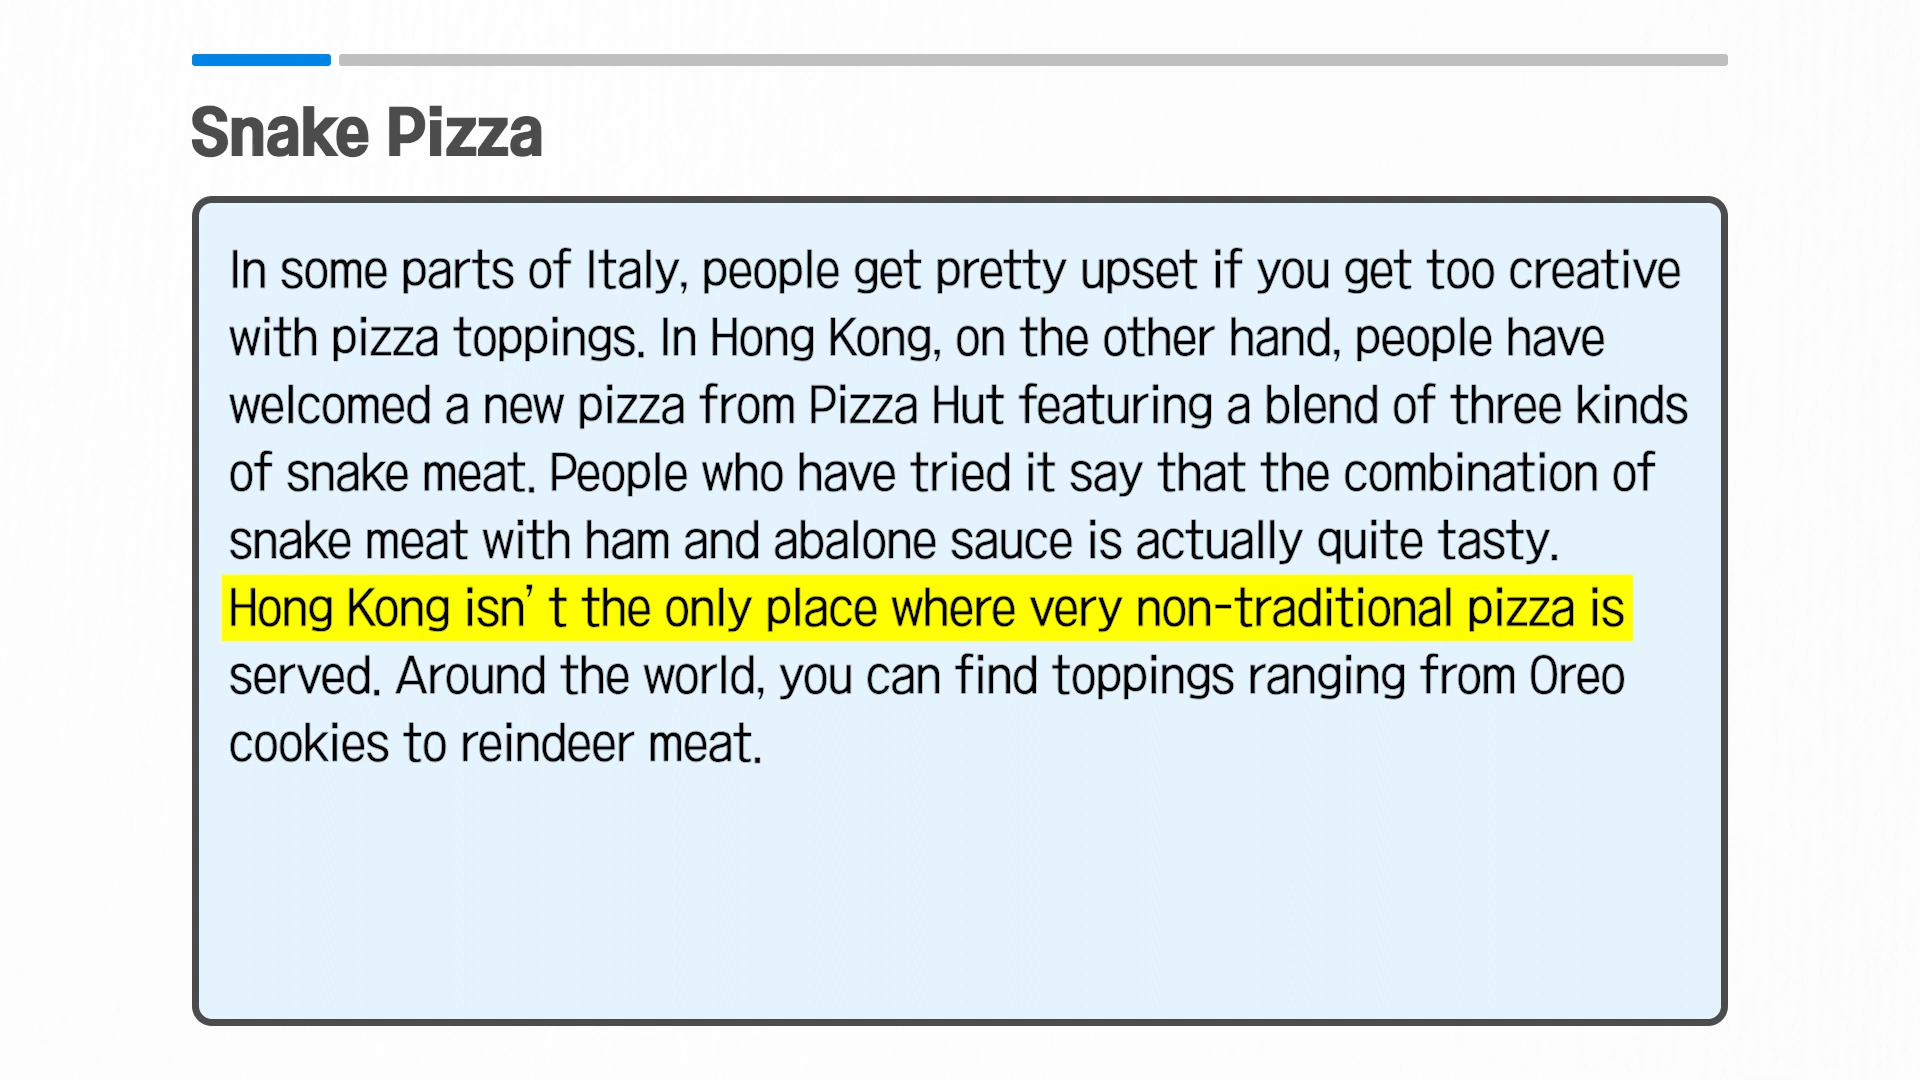 Snake Pizza
In some parts of Italy, people get pretty upset if you get too creative
with pizza toppings. In Hong Kong, on the other hand, people have
welcomed a new pizza from Pizza Hut featuring a blend of three kinds
of snake meat. People who have tried it say that the combination of
snake meat with ham and abalone sauce is actually quite tasty.
Hong Kong isn’ t the only place where very non-traditional pizza is
served. Around the world, you can find toppings ranging from Oreo
cookies to reindeer meat.